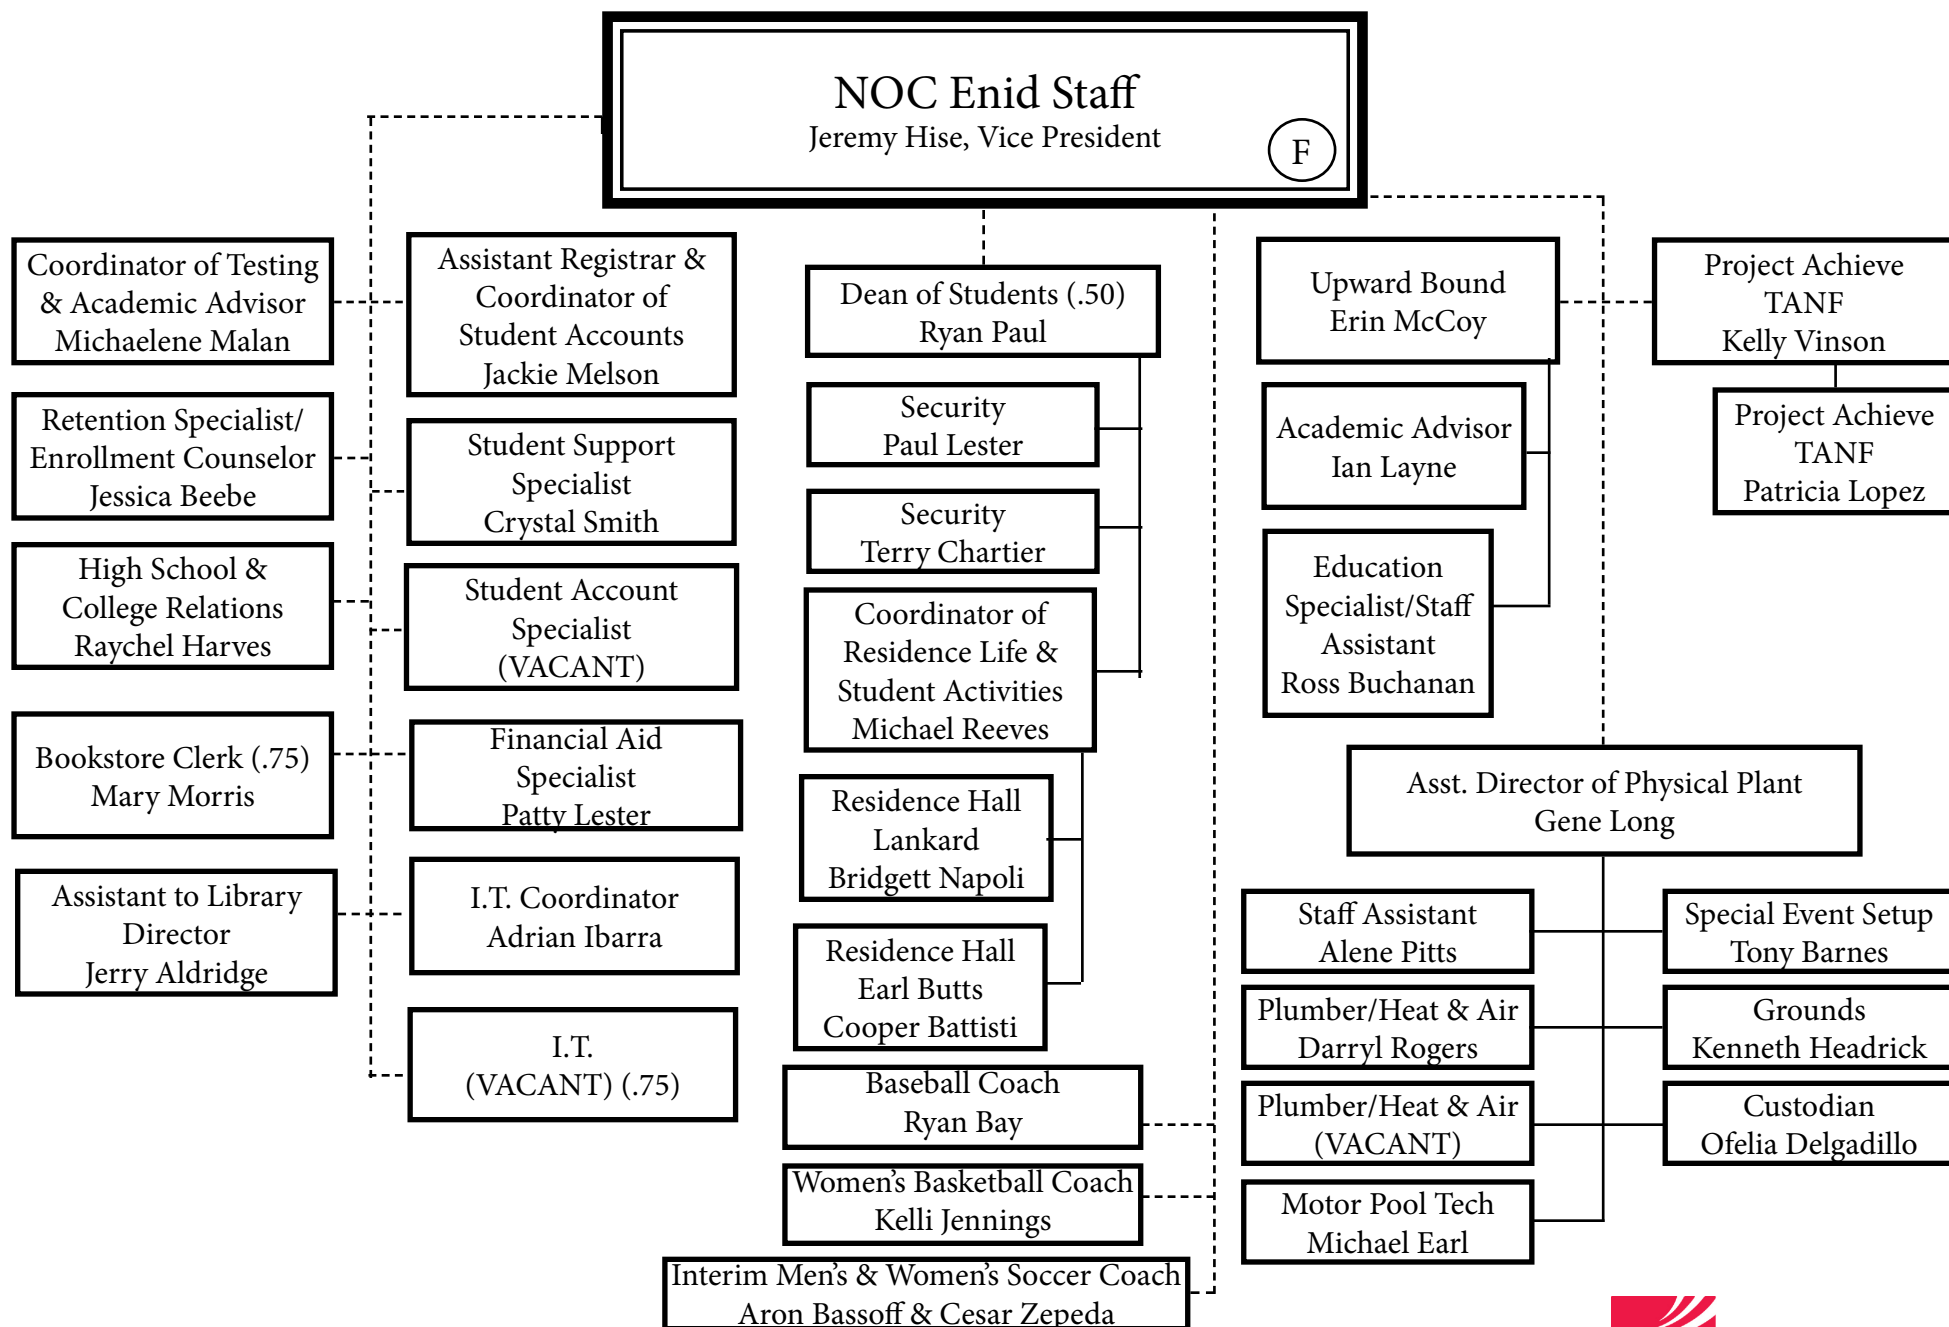 NOC Enid Staff
Jeremy Hise, Vice President
F
Coordinator of Testing
& Academic Advisor
Michaelene Malan
Retention Specialist/
Enrollment Counselor
Jessica Beebe
High School &
College Relations
Raychel Harves
Bookstore Clerk (.75)
Mary Morris
Assistant to Library
Director
Jerry Aldridge
Assistant Registrar &
Coordinator of
Student Accounts
Jackie Melson
Student Support
Specialist
Crystal Smith
Student Account
Specialist
(VACANT)
Financial Aid
Specialist
Patty Lester
I.T. Coordinator
Adrian Ibarra
I.T.
(VACANT) (.75)
Dean of Students (.50)
Ryan Paul
Security
Paul Lester
Security
Terry Chartier
Coordinator of
Residence Life &
Student Activities
Michael Reeves
Residence Hall
Lankard
Bridgett Napoli
Residence Hall
Earl Butts
Cooper Battisti
Baseball Coach
Ryan Bay
Women's Basketball Coach
Kelli Jennings
Interim Men's & Women's Soccer Coach
Aron Bassoff & Cesar Zepeda
Upward Bound
Erin McCoy
Academic Advisor
Ian Layne
Education
Specialist/Staff
Assistant
Ross Buchanan
Project Achieve
TANF
Kelly Vinson
Project Achieve
TANF
Patricia Lopez
Asst. Director of Physical Plant
Gene Long
Staff Assistant
Alene Pitts
Special Event Setup
Tony Barnes
Plumber/Heat & Air
Darryl Rogers
Grounds
Kenneth Headrick
Plumber/Heat & Air
(VACANT)
Custodian
Ofelia Delgadillo
Motor Pool Tech
Michael Earl